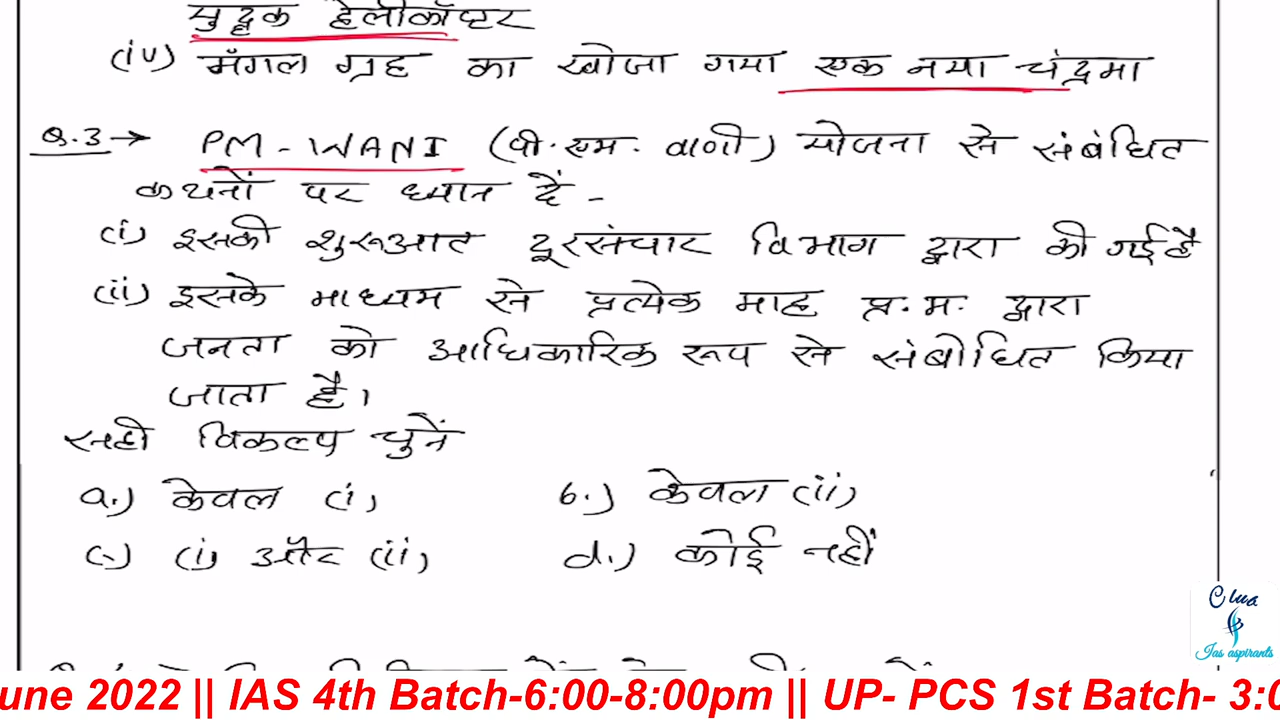 युद्धक हेलीकॉप्टर
(iv) मंगल ग्रह का खोजा गया एक नया चंद्रमा
Q.3→ PM-WANI (पी.एम. वाणी) योजना से संबंधित
कथनों पर ध्यान दें -
(i) इसकी शुरूआत दूरसंचार विभाग द्वारा की गई है
(ii) इसके माध्यम से प्रत्येक माह प्र.म. द्वारा
जनता को आधिकारिक रूप से संबोधित किया
जाता है।
सही विकल्प चुनें
a.) केवल (i)
b.) केवल (ii)
c.) (i) और (ii)
d.) कोई नहीं
Clua
Ias aspirants
une 2022 || IAS 4th Batch-6:00-8:00pm || UP- PCS 1st Batch- 3:0